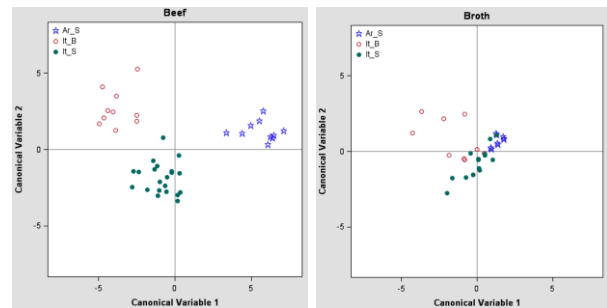 Beef
Ar_S
It_B
It_S
Canonical Variable 2
5
0
-5
-5
0
5
Canonical Variable 1
Broth
Ar_S
It_B
It_S
Canonical Variable 2
5
0
-5
-5
0
5
Canonical Variable 1